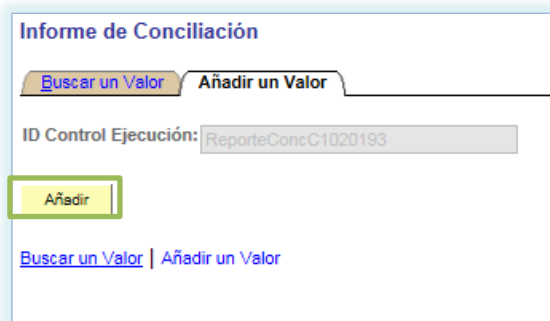 Informe de Conciliación
Buscar un Valor Añadir un Valor
ID Control Ejecución: ReporteConcC1020193
Añadir
Buscar un Valor | Añadir un Valor